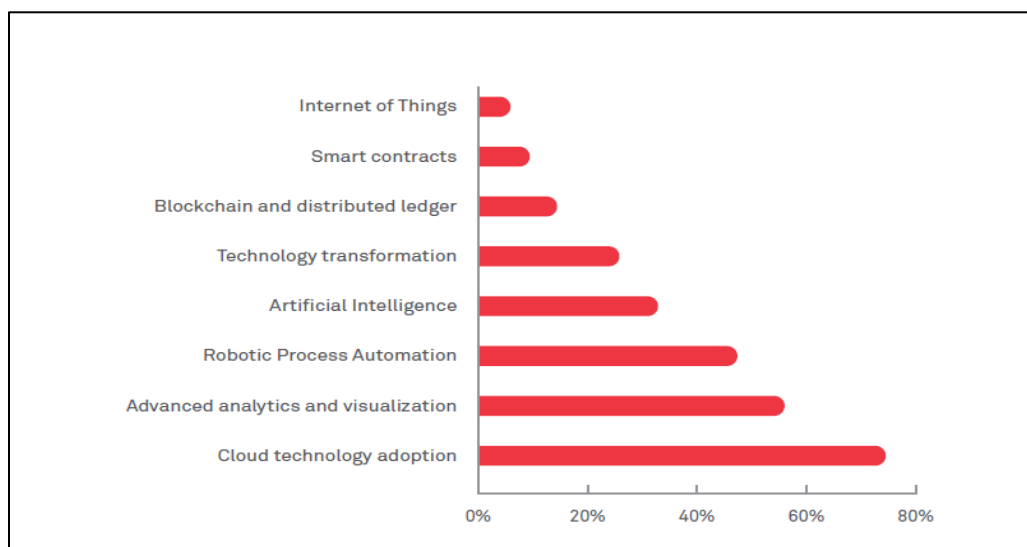 Internet of Things
Smart contracts
Blockchain and distributed ledger
Technology transformation
Artificial Intelligence
Robotic Process Automation
Advanced analytics and visualization
Cloud technology adoption
0% 20% 40% 60% 80%